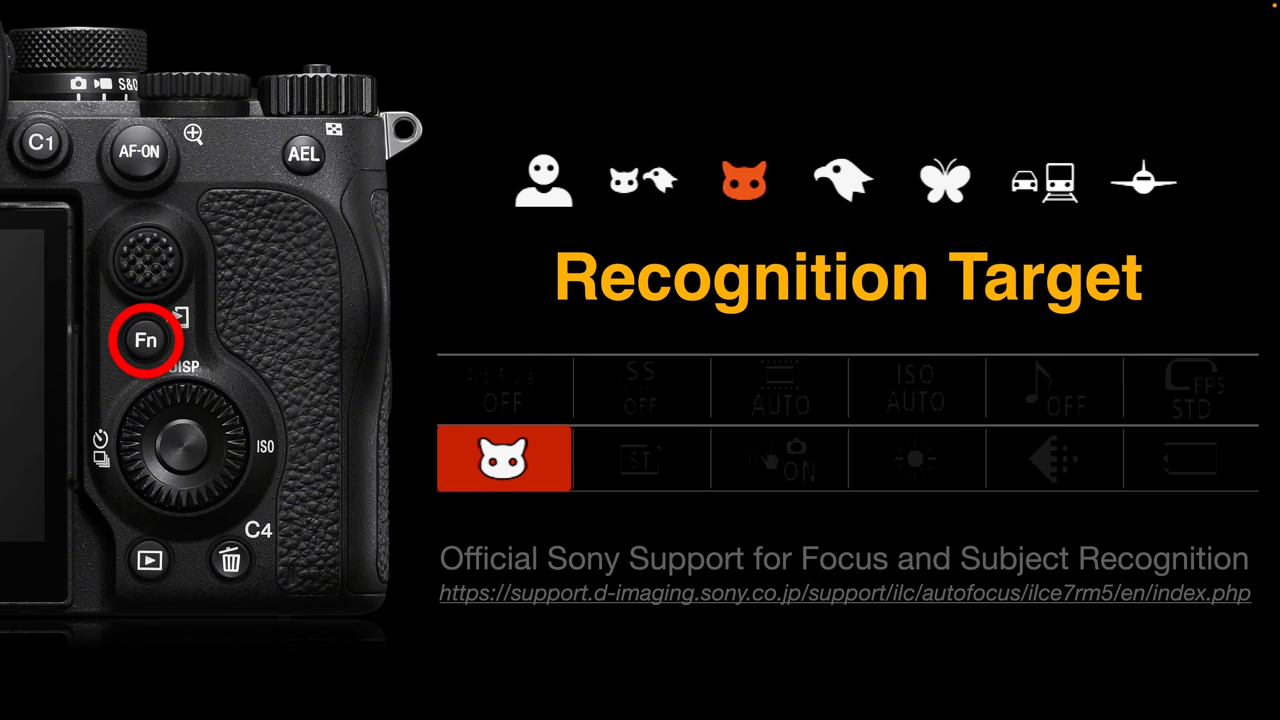 S&Q
C1
AF-ON
AEL
Fn
DISP
ISO
C4
Recognition Target
OFF
SS
OFF
AUTO
ISO
AUTO
OFF
FPS
STD
ST
ON
Official Sony Support for Focus and Subject Recognition
https://support.d-imaging.sony.co.jp/support/ilc/autofocus/ilce7rm5/en/index.php